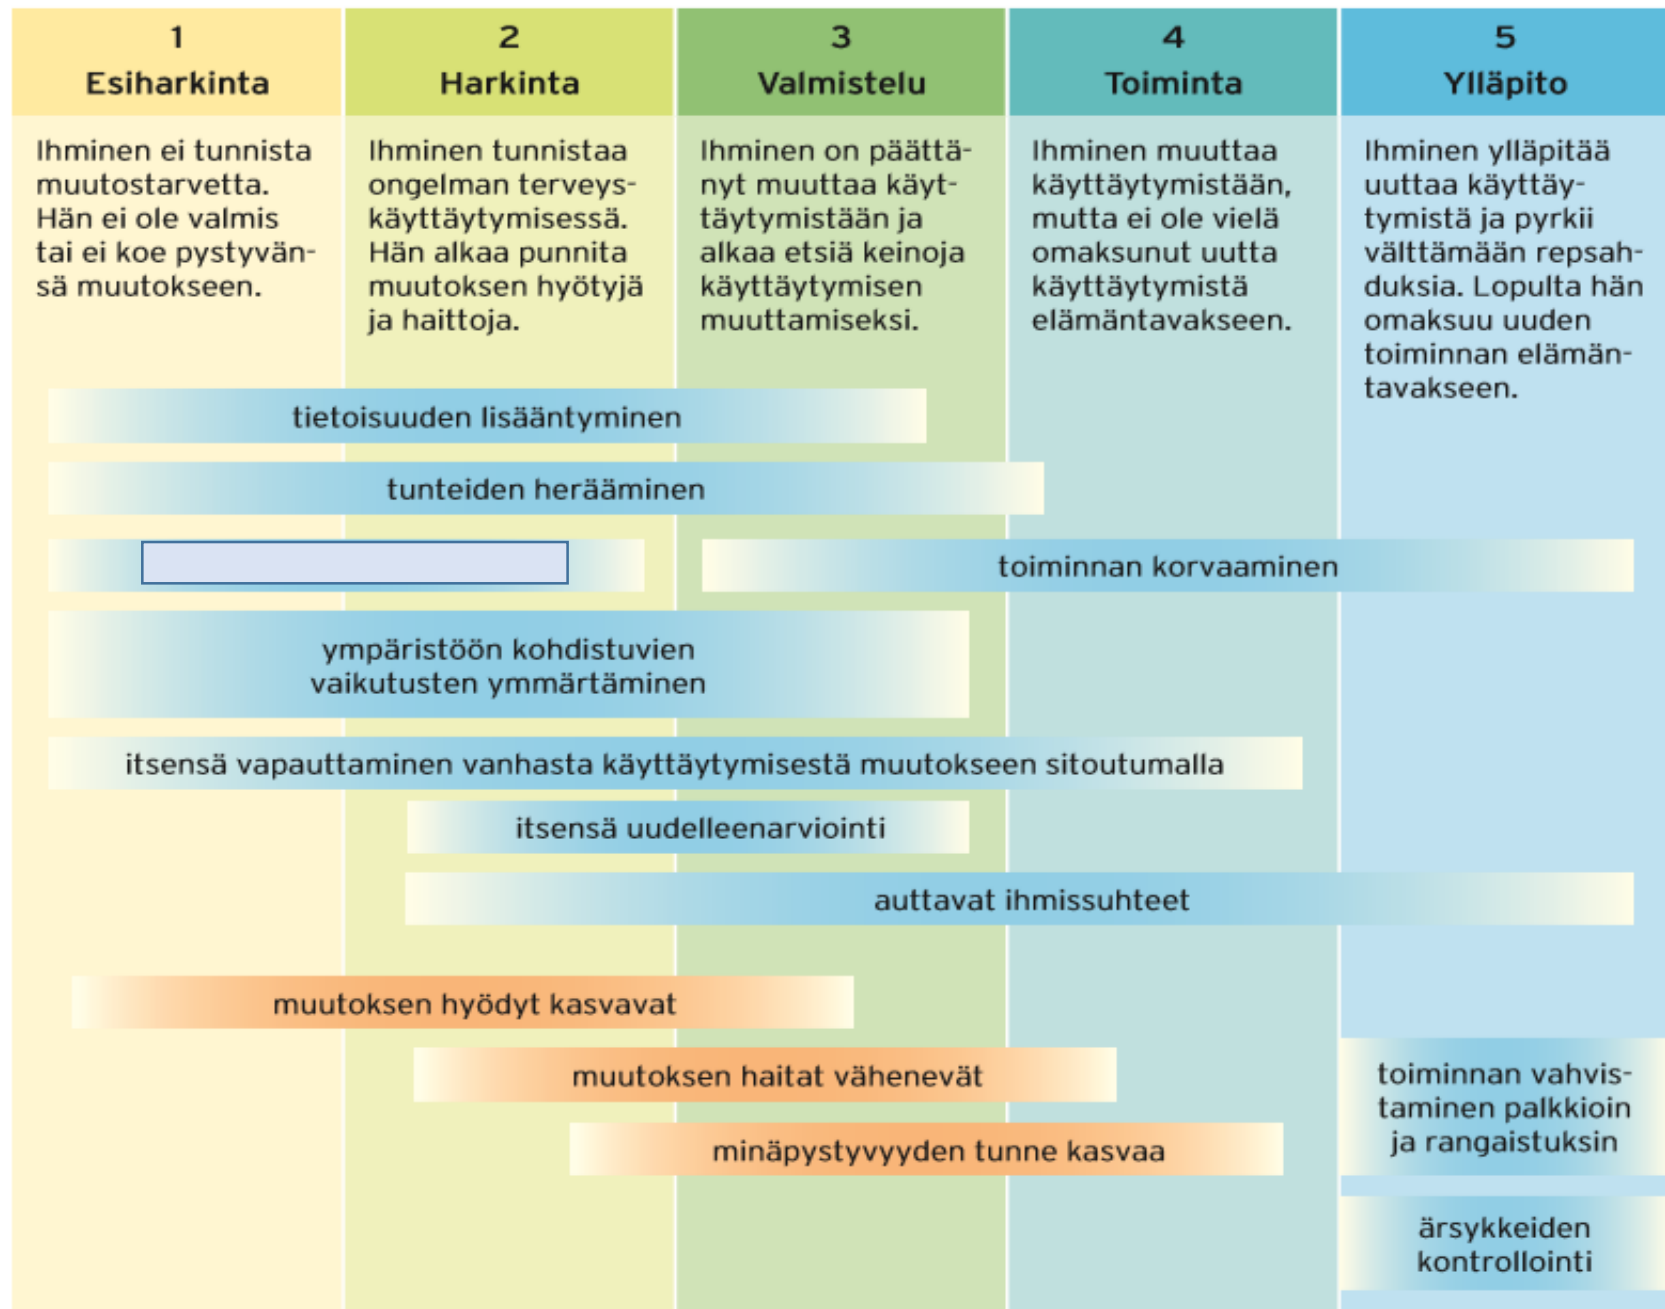 1
Esiharkinta
2
Harkinta
3
Valmistelu
4
Toiminta
5
Ylläpito
Ihminen ei tunnista
muutostarvetta.
Hän ei ole valmis
tai ei koe pystyvän-
sä muutokseen.
Ihminen tunnistaa
ongelman terveys-
käyttäytymisessä.
Hän alkaa punnita
muutoksen hyötyjä
ja haittoja.
Ihminen on päättä-
nyt muuttaa käyt-
täytymistään ja
alkaa etsiä keinoja
käyttäytymisen
muuttamiseksi.
Ihminen muuttaa
käyttäytymistään,
mutta ei ole vielä
omaksunut uutta
käyttäytymistä
elämäntavakseen.
Ihminen ylläpitää
uuttaa käyttäy-
tymistä ja pyrkii
välttämään repsah-
duksia. Lopulta hän
omaksuu uuden
toiminnan elämän-
tavakseen.
tietoisuuden lisääntyminen
tunteiden herääminen
toiminnan korvaaminen
ympäristöön kohdistuvien
vaikutusten ymmärtäminen
itsensä vapauttaminen vanhasta käyttäytymisestä muutokseen sitoutumalla
itsensä uudelleenarviointi
auttavat ihmissuhteet
muutoksen hyödyt kasvavat
muutoksen haitat vähenevät
minäpystyvyyden tunne kasvaa
toiminnan vahvis-
taminen palkkioin
ja rangaistuksin
ärsykkeiden
kontrollointi